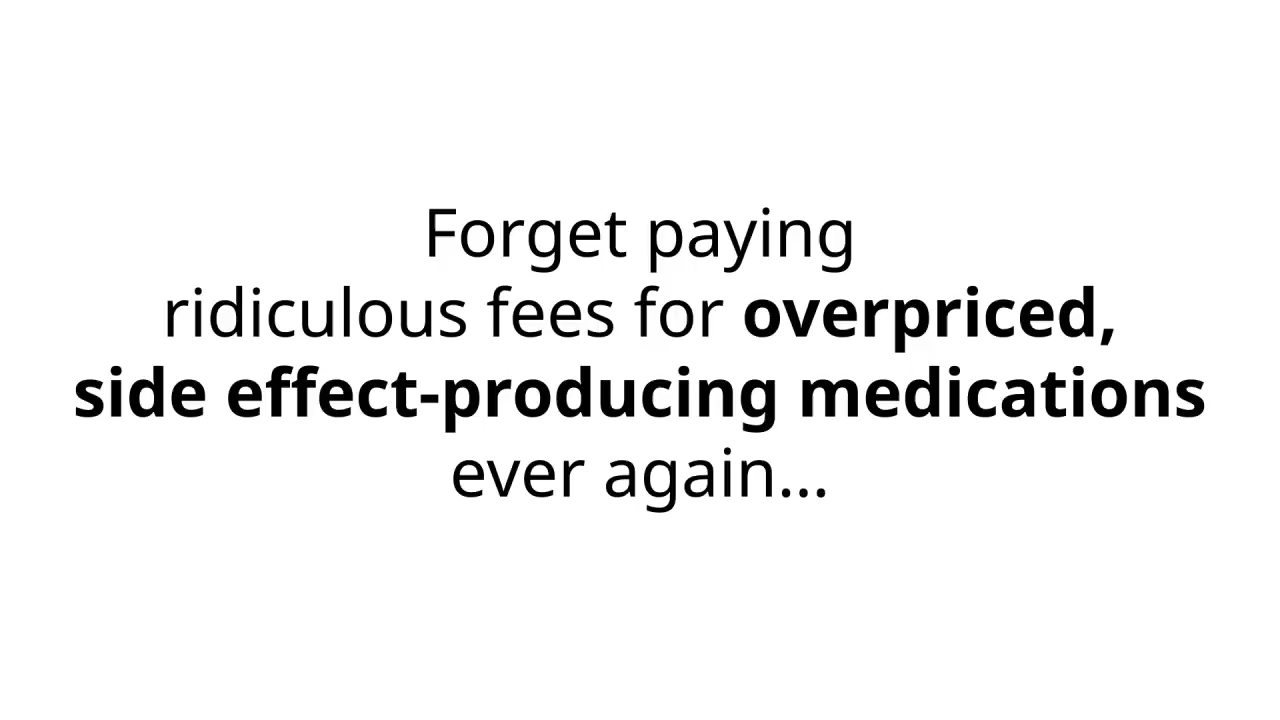 Forget paying
ridiculous fees for overpriced,
side effect-producing medications
ever again...